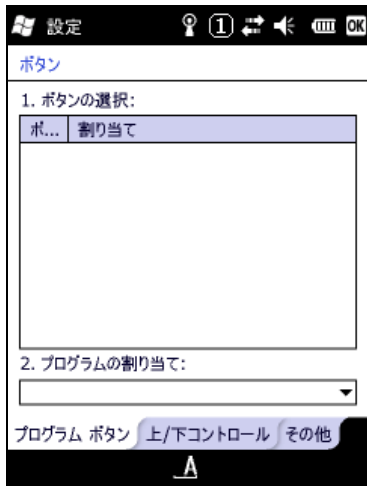 設定 1 OK
ボタン
1. ボタンの選択:
ボ... 割り当て
2. プログラムの割り当て:
プログラム ボタン 上/下コントロール その他
A